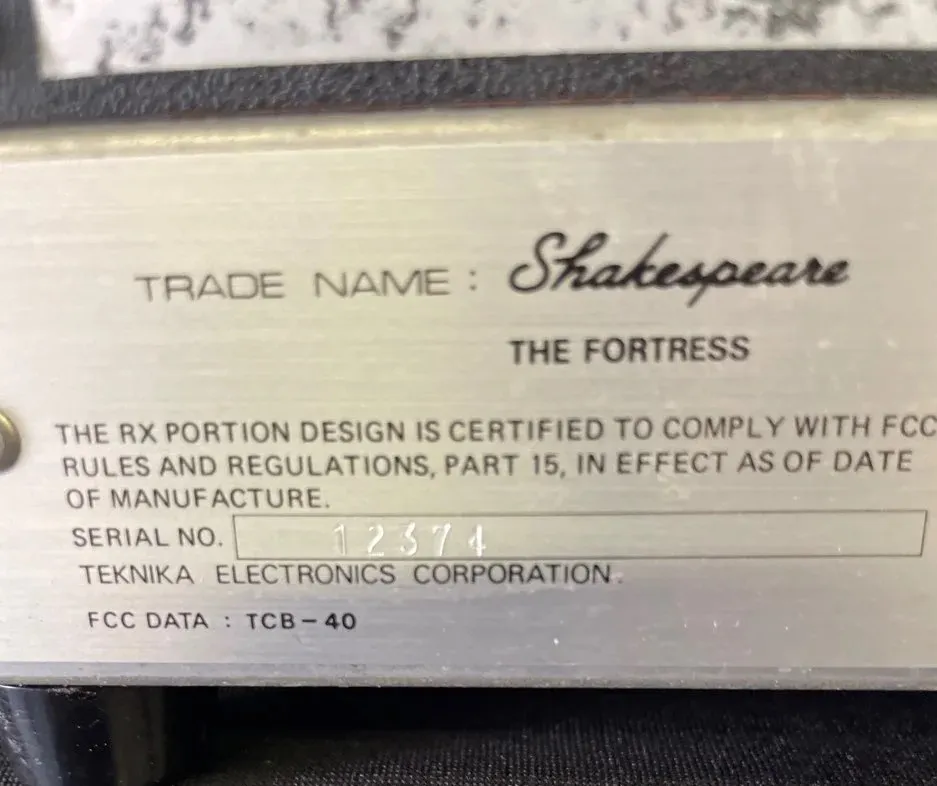 TRADE NAME : Shakespeare
THE FORTRESS
THE RX PORTION DESIGN IS CERTIFIED TO COMPLY WITH FCC
RULES AND REGULATIONS, PART 15, IN EFFECT AS OF DATE
OF MANUFACTURE.
SERIAL NO. 12374
TEKNIKA ELECTRONICS CORPORATION.
FCC DATA : TCB-40